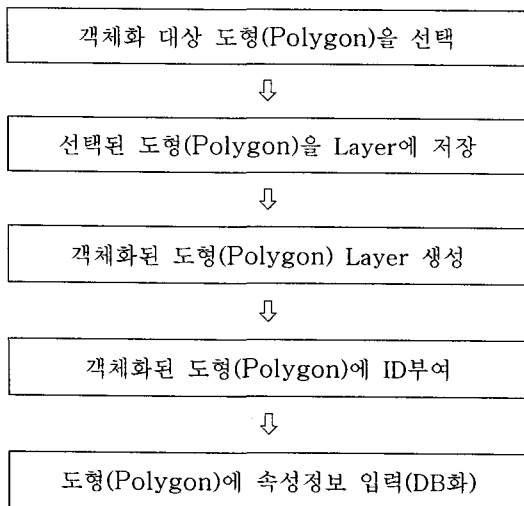 객체화 대상 도형(Polygon)을 선택
⇩
선택된 도형(Polygon)을 Layer에 저장
⇩
객체화된 도형(Polygon) Layer 생성
⇩
객체화된 도형(Polygon)에 ID부여
⇩
도형(Polygon)에 속성정보 입력(DB화)